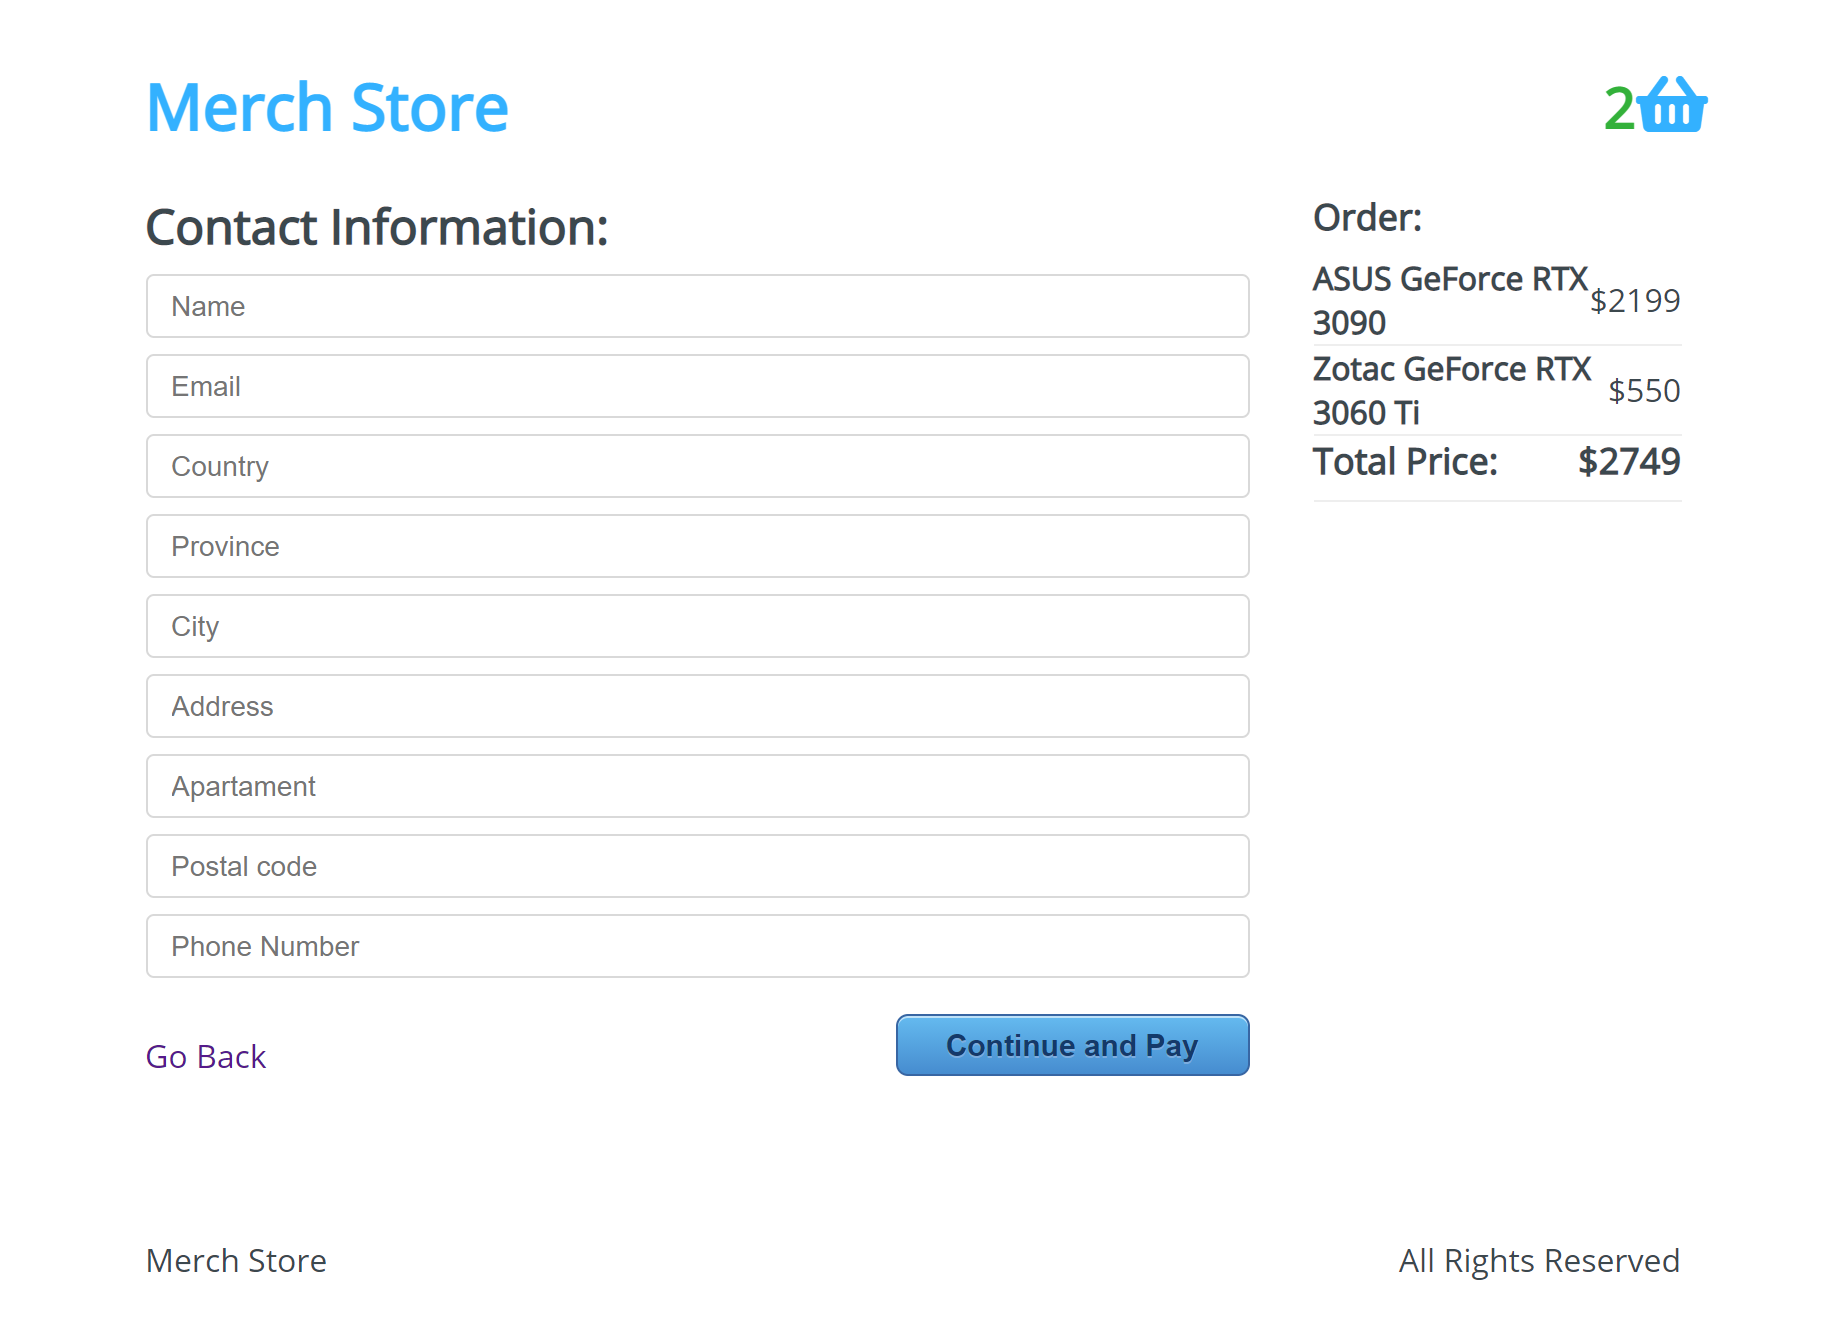 Merch Store
2
Contact Information:
Name
Email
Country
Province
City
Address
Apartament
Postal code
Phone Number
Go Back
Continue and Pay
Order:
ASUS GeForce RTX
3090
$2199
Zotac GeForce RTX
3060 Ti
$550
Total Price: $2749
Merch Store
All Rights Reserved